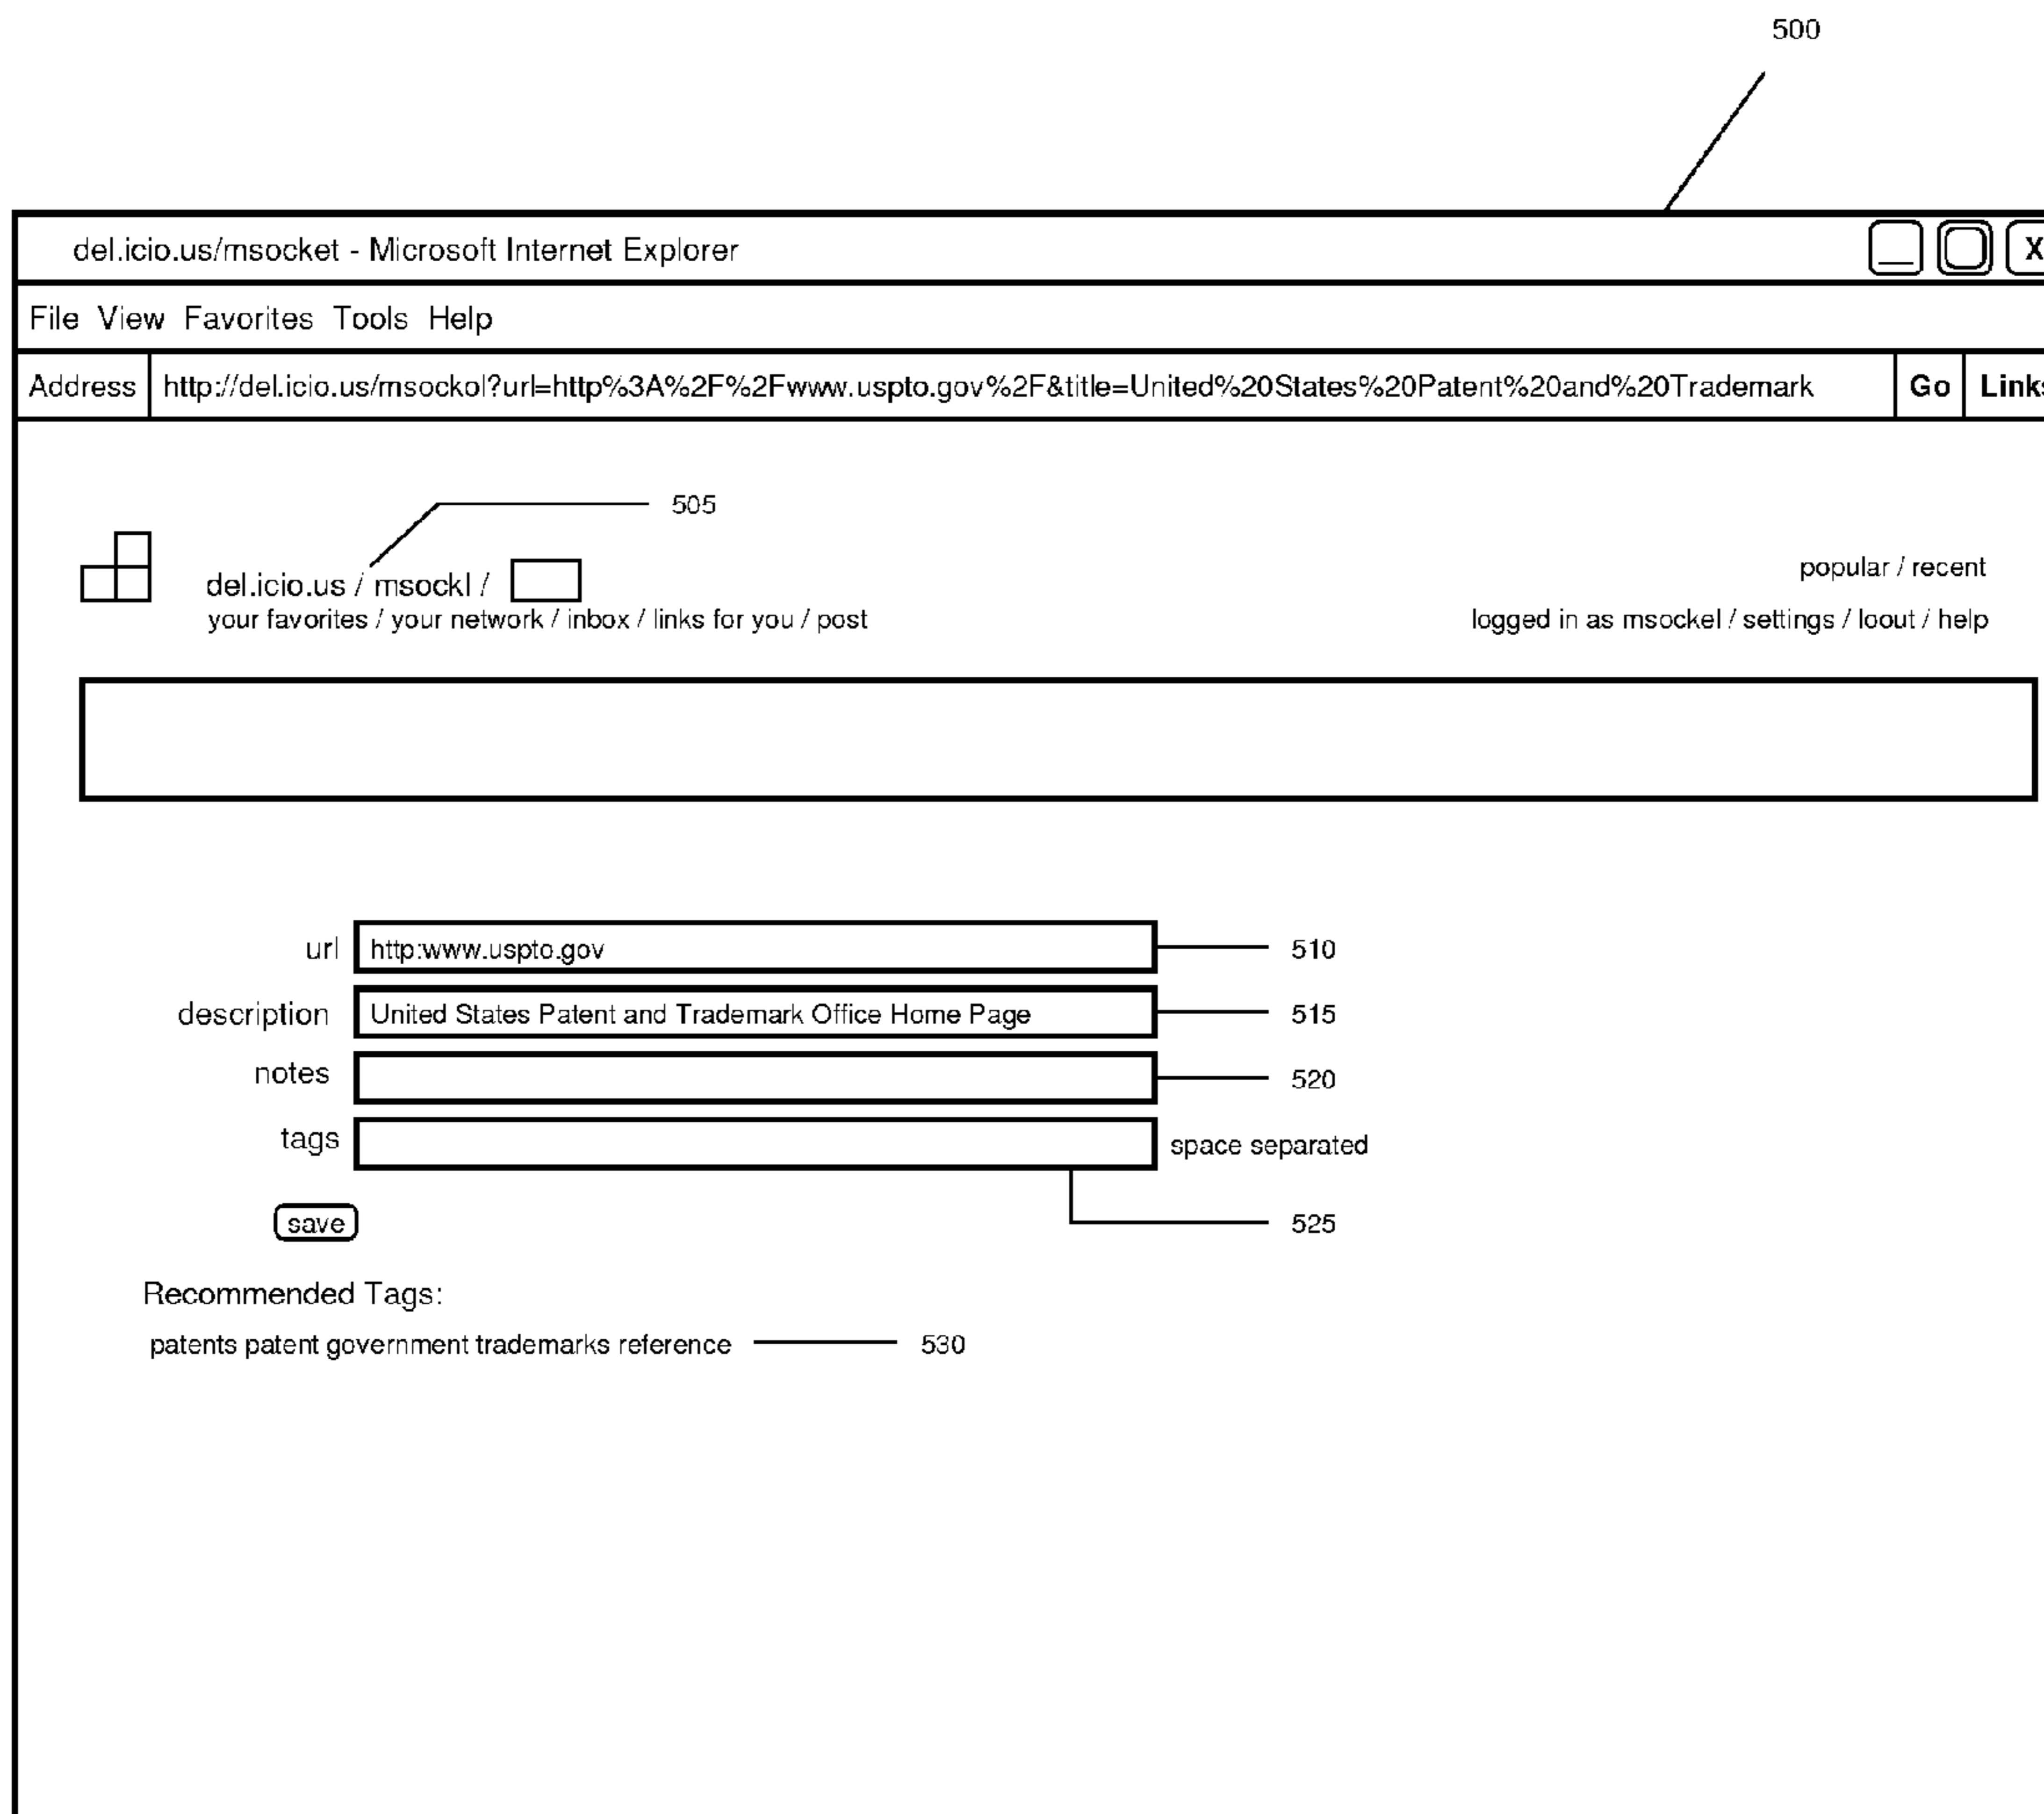 500
del.icio.us/msocket - Microsoft Internet Explorer
X
File View Favorites Tools Help
Address http://del.icio.us/msockol?url=http%3A%2F%2Fwww.uspto.gov%2F&title=United%20States%20Patent%20and%20Trademark Go Links
505
popular / recent
del.icio.us / msockl /
your favorites / your network / inbox / links for you / post
logged in as msockel / settings / loout / help
url http:www.uspto.gov 510
description United States Patent and Trademark Office Home Page 515
notes 520
tags space separated
save 525
Recommended Tags:
patents patent government trademarks reference 530